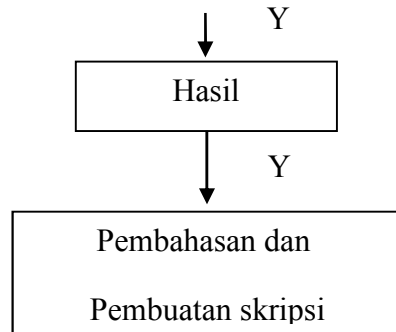 Y
Hasil
Y
Pembahasan dan
Pembuatan skripsi